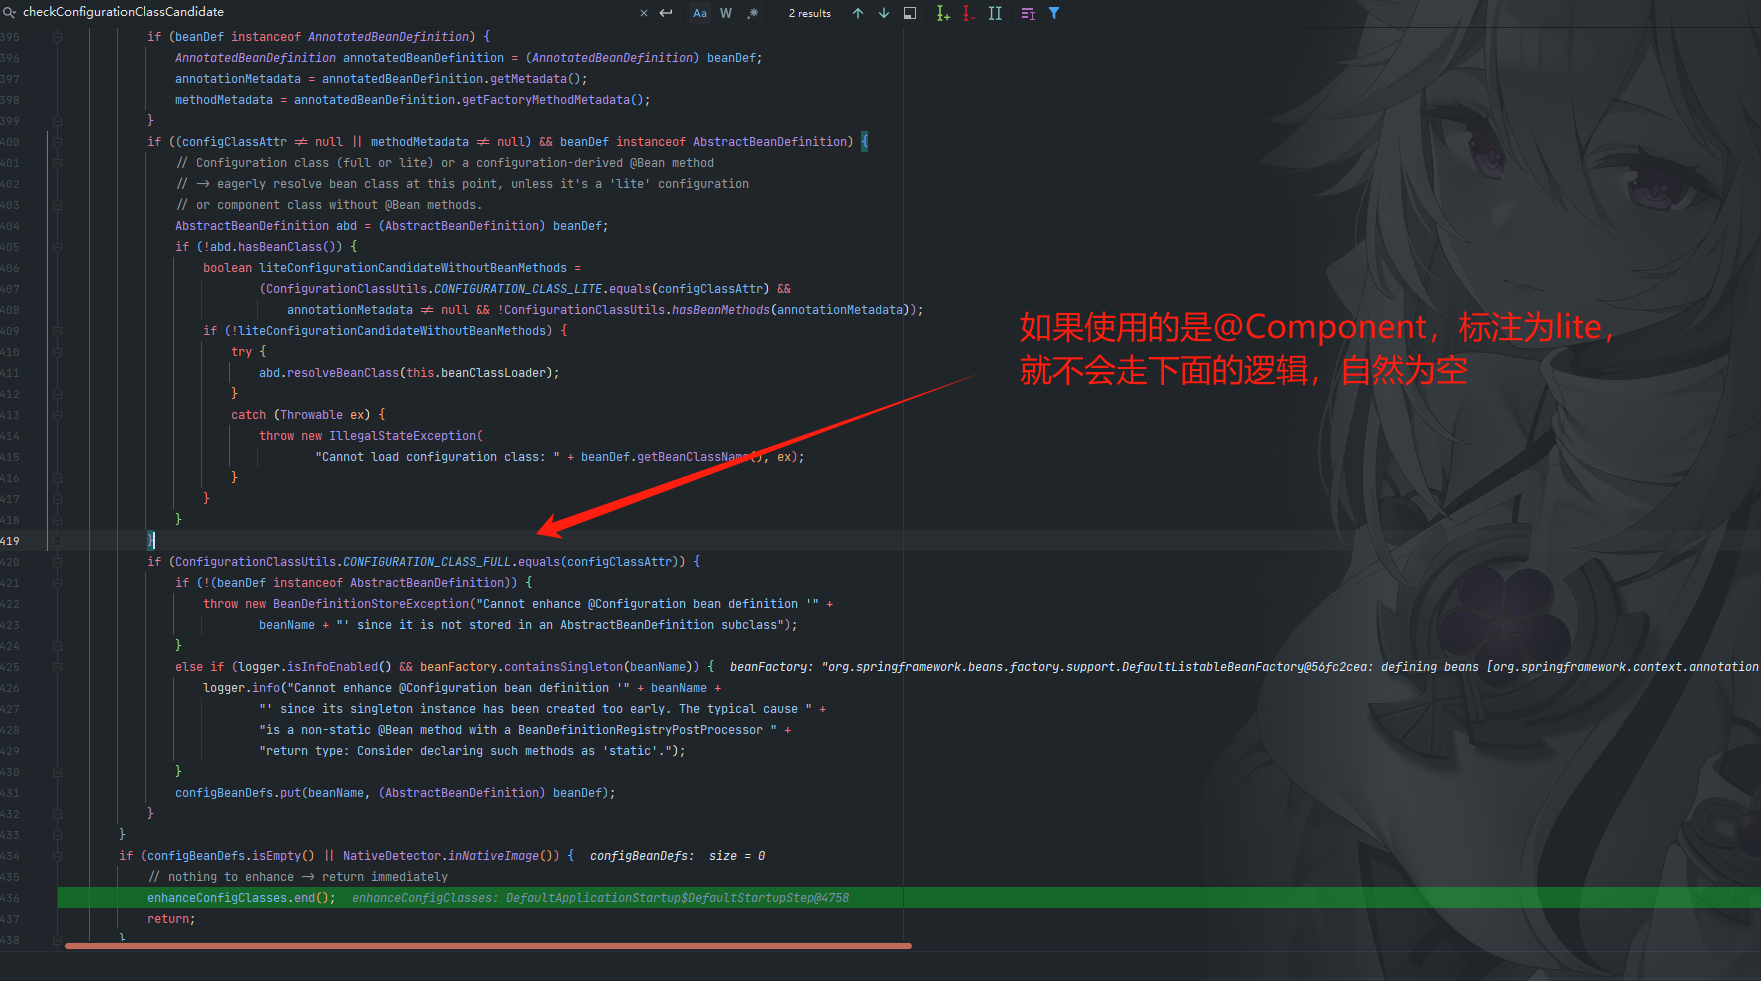 checkConfigurationClassCandidate × ↵ Aa W .* 2 results ↑ ↓
395 if (beanDef instanceof AnnotatedBeanDefinition) {
396 AnnotatedBeanDefinition annotatedBeanDefinition = (AnnotatedBeanDefinition) beanDef;
397 annotationMetadata = annotatedBeanDefinition.getMetadata();
398 methodMetadata = annotatedBeanDefinition.getFactoryMethodMetadata();
399 }
400 if ((configClassAttr ≠ null || methodMetadata ≠ null) && beanDef instanceof AbstractBeanDefinition) {
401 // Configuration class (full or lite) or a configuration-derived @Bean method
402 // → eagerly resolve bean class at this point, unless it's a 'lite' configuration
403 // or component class without @Bean methods.
404 AbstractBeanDefinition abd = (AbstractBeanDefinition) beanDef;
405 if (!abd.hasBeanClass()) {
406 boolean liteConfigurationCandidateWithoutBeanMethods =
407 (ConfigurationClassUtils.CONFIGURATION_CLASS_LITE.equals(configClassAttr) &&
408 annotationMetadata ≠ null && !ConfigurationClassUtils.hasBeanMethods(annotationMetadata));
409 if (!liteConfigurationCandidateWithoutBeanMethods) {
410 try {
411 abd.resolveBeanClass(this.beanClassLoader);
412 }
413 catch (Throwable ex) {
414 throw new IllegalStateException(
415 "Cannot load configuration class: " + beanDef.getBeanClassName(), ex);
416 }
417 }
418 }
419 }
420 if (ConfigurationClassUtils.CONFIGURATION_CLASS_FULL.equals(configClassAttr)) {
421 if (!(beanDef instanceof AbstractBeanDefinition)) {
422 throw new BeanDefinitionStoreException("Cannot enhance @Configuration bean definition '" +
423 beanName + "' since it is not stored in an AbstractBeanDefinition subclass");
424 }
425 else if (logger.isInfoEnabled() && beanFactory.containsSingleton(beanName)) { beanFactory: "org.springframework.beans.factory.support.DefaultListableBeanFactory@56fc2cea: defining beans [org.springframework.context.annotation
426 logger.info("Cannot enhance @Configuration bean definition '" + beanName +
427 "' since its singleton instance has been created too early. The typical cause " +
428 "is a non-static @Bean method with a BeanDefinitionRegistryPostProcessor " +
429 "return type: Consider declaring such methods as 'static'.");
430 }
431 configBeanDefs.put(beanName, (AbstractBeanDefinition) beanDef);
432 }
433 }
434 if (configBeanDefs.isEmpty() || NativeDetector.inNativeImage()) { configBeanDefs: size = 0
435 // nothing to enhance → return immediately
436 enhanceConfigClasses.end(); enhanceConfigClasses: DefaultApplicationStartup$DefaultStartupStep@4758
437 return;
438 }
如果使用的是@Component，标注为lite，
就不会走下面的逻辑，自然为空